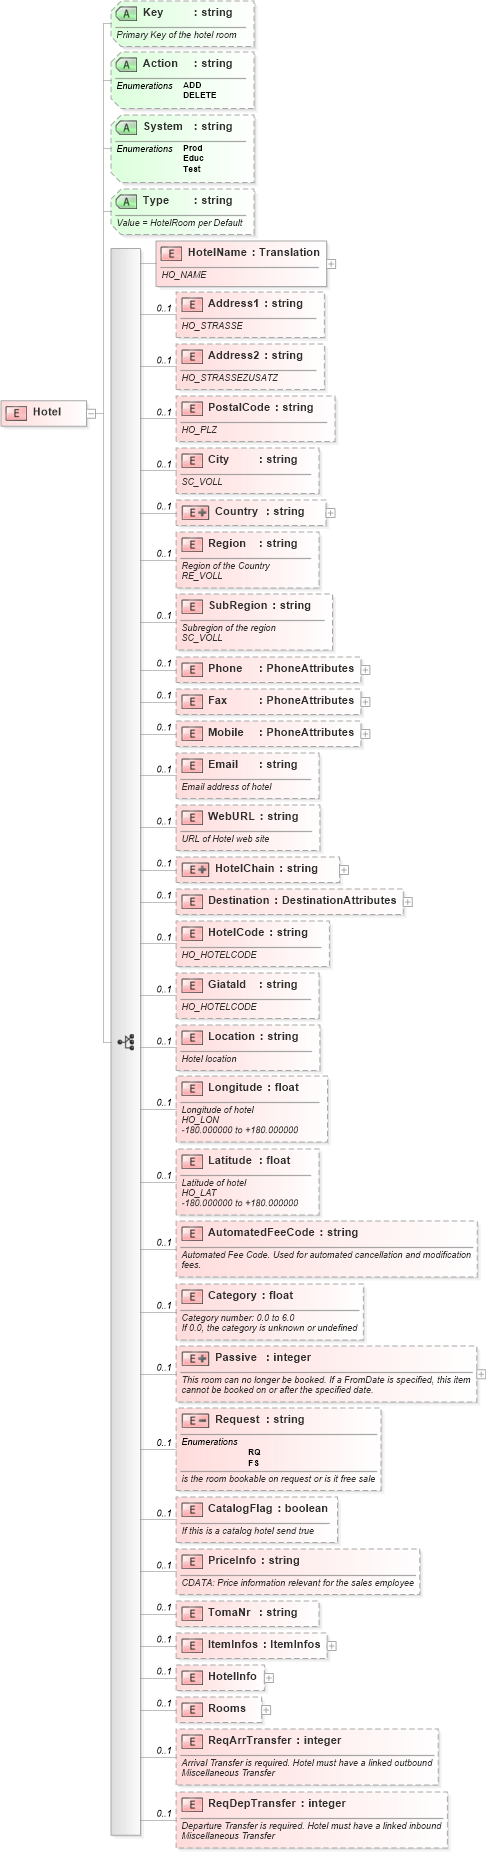 A Key : string
Primary Key of the hotel room
A Action : string
Enumerations ADD
DELETE
A System : string
Enumerations Prod
Educ
Test
A Type : string
Value = HotelRoom per Default
E Hotel
E HotelName : Translation
HO_NAME
0..1 E Address1 : string
HO_STRASSE
0..1 E Address2 : string
HO_STRASSEZUSATZ
0..1 E PostalCode : string
HO_PLZ
0..1 E City : string
SC_VOLL
0..1 E Country : string
0..1 E Region : string
Region of the Country
RE_VOLL
0..1 E SubRegion : string
Subregion of the region
SC_VOLL
0..1 E Phone : PhoneAttributes
0..1 E Fax : PhoneAttributes
0..1 E Mobile : PhoneAttributes
0..1 E Email : string
Email address of hotel
0..1 E WebURL : string
URL of Hotel web site
0..1 E HotelChain : string
0..1 E Destination : DestinationAttributes
0..1 E HotelCode : string
HO_HOTELCODE
0..1 E GiataId : string
HO_HOTELCODE
0..1 E Location : string
Hotel location
0..1 E Longitude : float
Longitude of hotel
HO_LON
-180.000000 to +180.000000
0..1 E Latitude : float
Latitude of hotel
HO_LAT
-180.000000 to +180.000000
0..1 E AutomatedFeeCode : string
Automated Fee Code. Used for automated cancellation and modification
fees.
0..1 E Category : float
Category number: 0.0 to 6.0
If 0.0, the category is unknown or undefined
0..1 E Passive : integer
This room can no longer be booked. If a FromDate is specified, this item
cannot be booked on or after the specified date.
0..1 E Request : string
Enumerations
RQ
FS
is the room bookable on request or is it free sale
0..1 E CatalogFlag : boolean
If this is a catalog hotel send true
0..1 E PriceInfo : string
CDATA: Price information relevant for the sales employee
0..1 E TomaNr : string
0..1 E ItemInfos : ItemInfos
0..1 E HotelInfo
0..1 E Rooms
0..1 E ReqArrTransfer : integer
Arrival Transfer is required. Hotel must have a linked outbound
Miscellaneous Transfer
0..1 E ReqDepTransfer : integer
Departure Transfer is required. Hotel must have a linked inbound
Miscellaneous Transfer